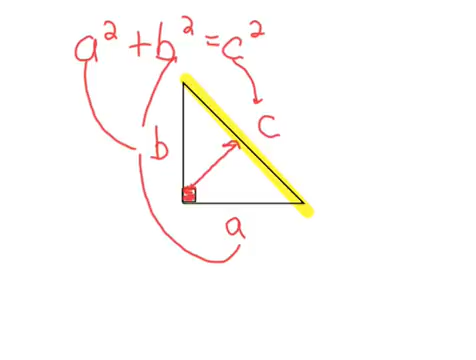 a² + b² = c²
c
b
a